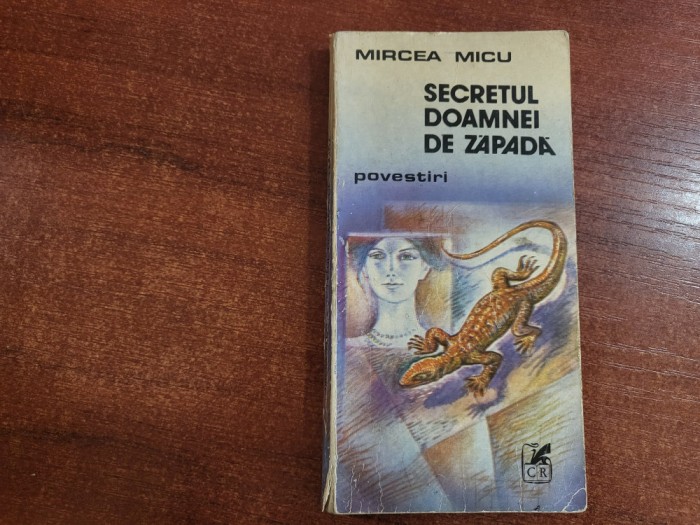 MIRCEA MICU
SECRETUL
DOAMNEI
DE ZĂPADĂ
povestiri
CR